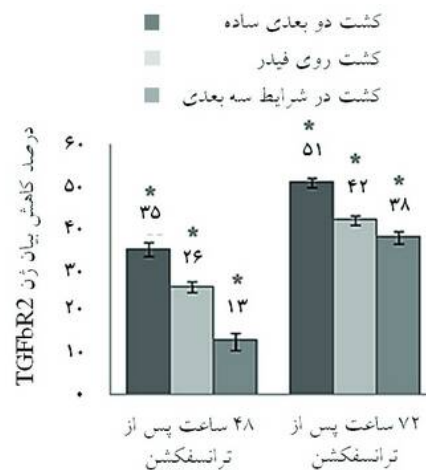 کشت دو بعدی ساده
کشت روی فیدر
کشت در شرایط سه بعدی
درصد کاهش بیان ژن TGFbR2
۶۰
۵۰
۴۰
۳۰
۲۰
۱۰
۰
*
۳۵
*
۲۶
*
۱۳
*
۵۱
*
۴۲
*
۳۸
۴۸ ساعت پس از
ترانسفکشن
۷۲ ساعت پس از
ترانسفکشن